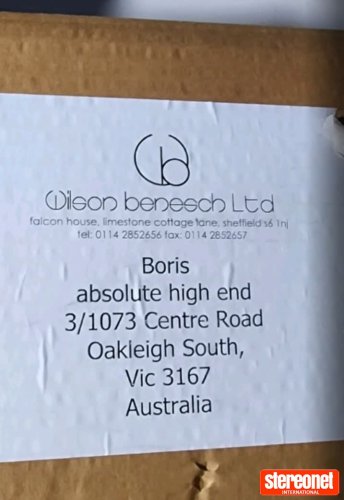 wb
Wilson benesch Ltd
falcon house, limestone cottage lane, sheffield s6 1nj
tel: 0114 2852656 fax: 0114 2852657
Boris
absolute high end
3/1073 Centre Road
Oakleigh South,
Vic 3167
Australia
stereonet
INTERNATIONAL